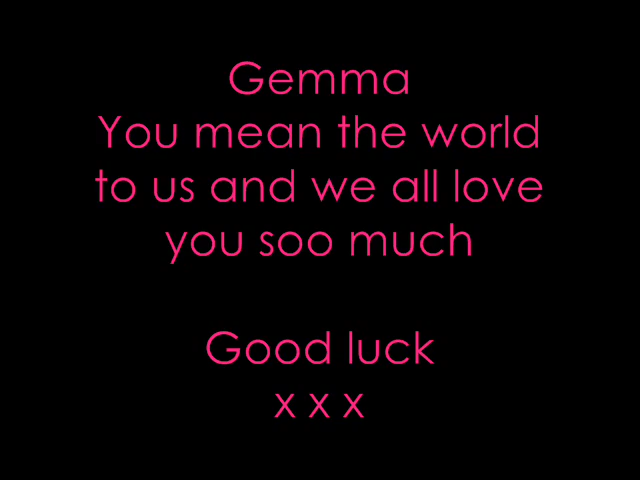 Gemma
You mean the world
to us and we all love
you soo much
Good luck
x x x